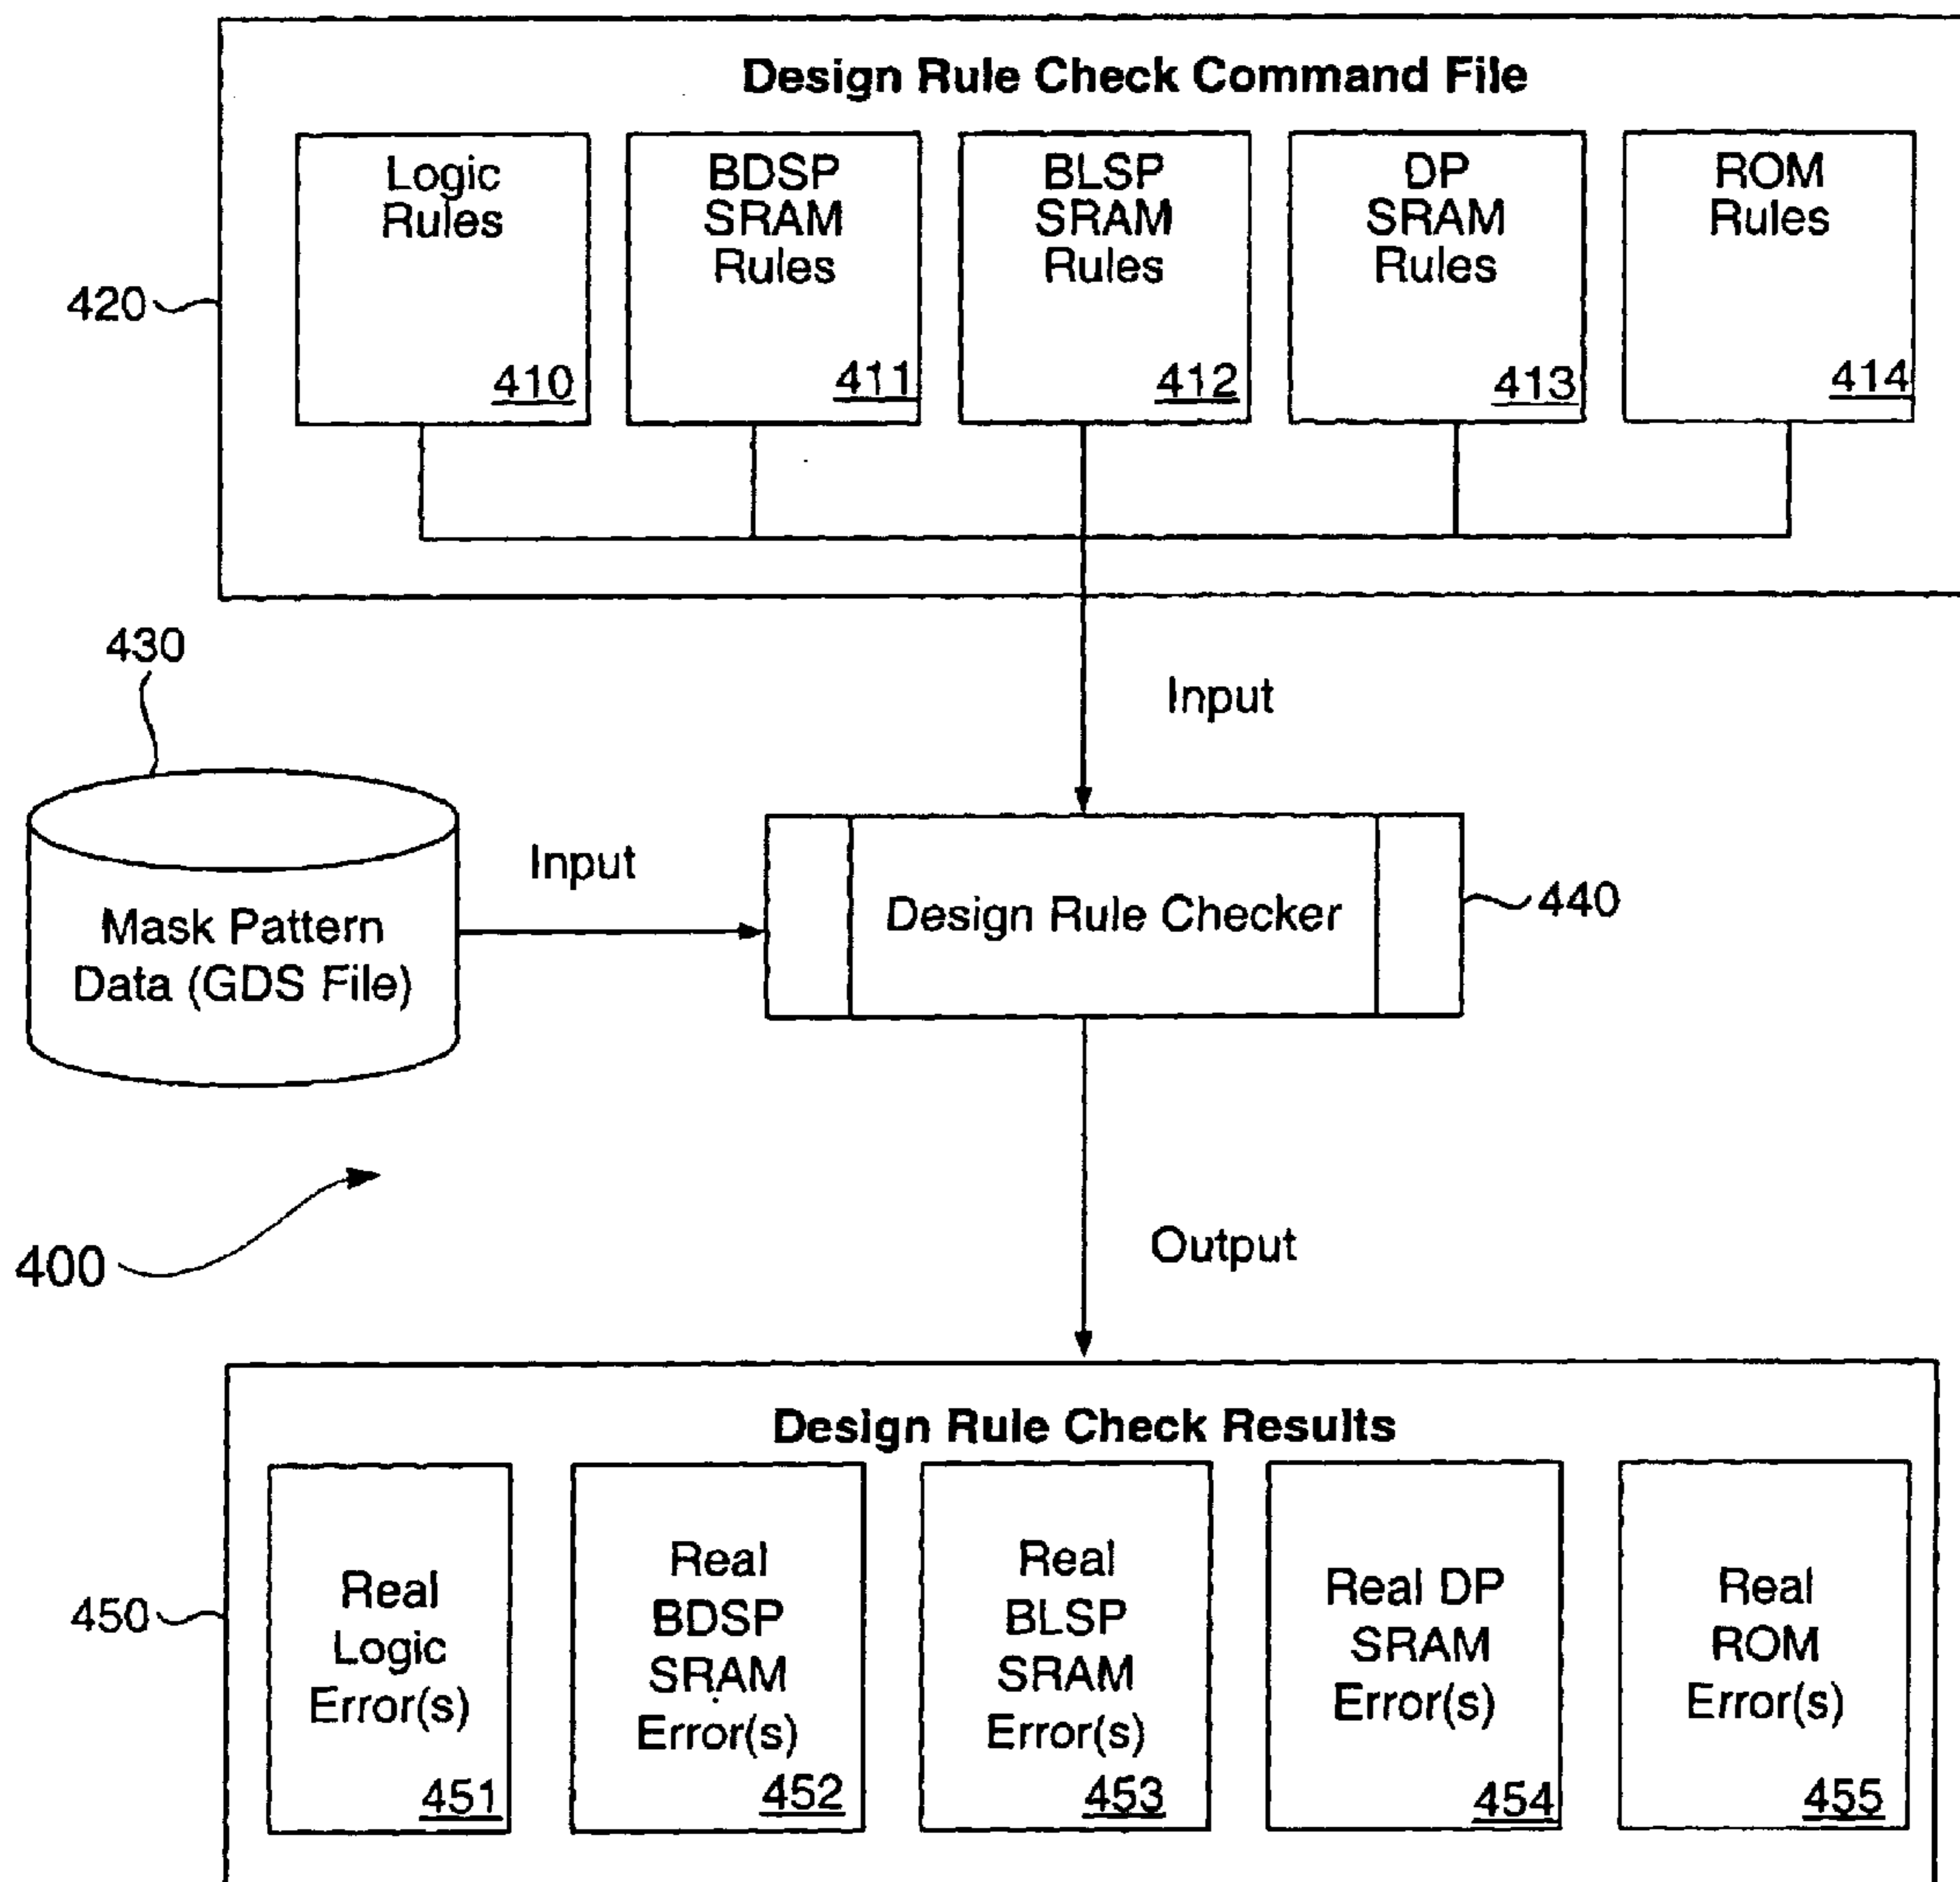 Design Rule Check Command File
Logic
Rules
410
BDSP
SRAM
Rules
411
BLSP
SRAM
Rules
412
DP
SRAM
Rules
413
ROM
Rules
414
420
430
Input
Input
Mask Pattern
Data (GDS File)
Design Rule Checker
440
400
Output
Design Rule Check Results
450
Real
Logic
Error(s)
451
Real
BDSP
SRAM
Error(s)
452
Real
BLSP
SRAM
Error(s)
453
Real DP
SRAM
Error(s)
454
Real
ROM
Error(s)
455